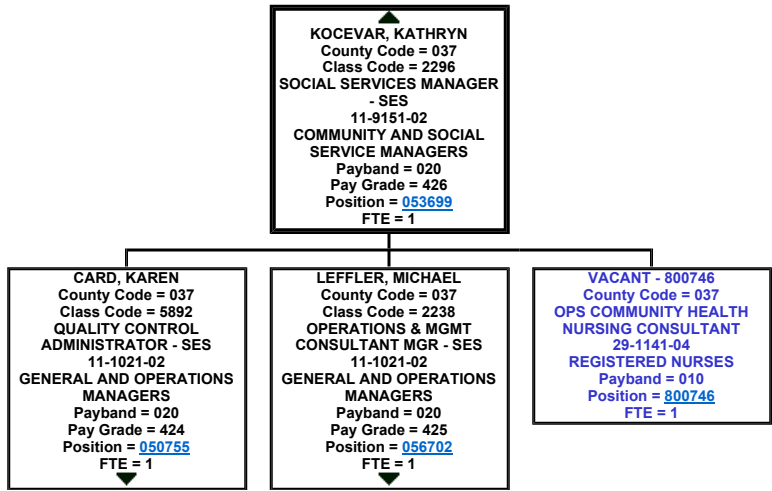 KOCEVAR, KATHRYN
County Code = 037
Class Code = 2296
SOCIAL SERVICES MANAGER
- SES
11-9151-02
COMMUNITY AND SOCIAL
SERVICE MANAGERS
Payband = 020
Pay Grade = 426
Position = 053699
FTE = 1
CARD, KAREN
County Code = 037
Class Code = 5892
QUALITY CONTROL
ADMINISTRATOR - SES
11-1021-02
GENERAL AND OPERATIONS
MANAGERS
Payband = 020
Pay Grade = 424
Position = 050755
FTE = 1
LEFFLER, MICHAEL
County Code = 037
Class Code = 2238
OPERATIONS & MGMT
CONSULTANT MGR - SES
11-1021-02
GENERAL AND OPERATIONS
MANAGERS
Payband = 020
Pay Grade = 425
Position = 056702
FTE = 1
VACANT - 800746
County Code = 037
OPS COMMUNITY HEALTH
NURSING CONSULTANT
29-1141-04
REGISTERED NURSES
Payband = 010
Position = 800746
FTE = 1